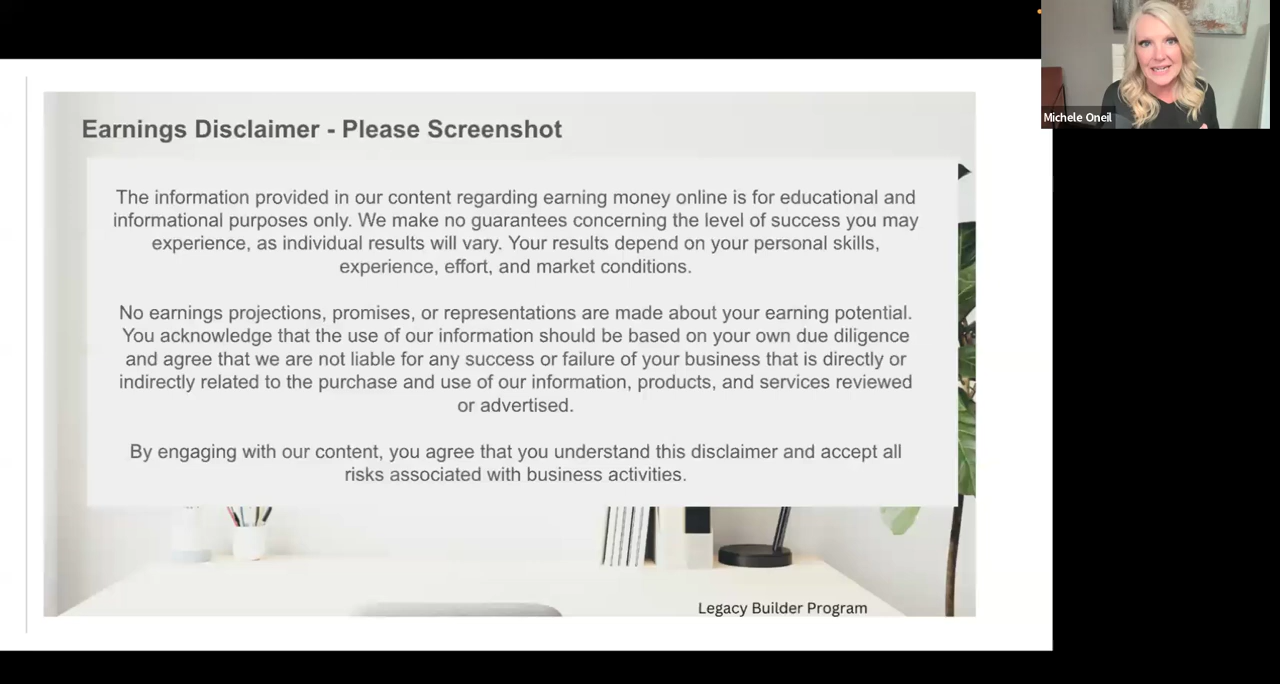 Earnings Disclaimer - Please Screenshot
The information provided in our content regarding earning money online is for educational and
informational purposes only. We make no guarantees concerning the level of success you may
experience, as individual results will vary. Your results depend on your personal skills,
experience, effort, and market conditions.
No earnings projections, promises, or representations are made about your earning potential.
You acknowledge that the use of our information should be based on your own due diligence
and agree that we are not liable for any success or failure of your business that is directly or
indirectly related to the purchase and use of our information, products, and services reviewed
or advertised.
By engaging with our content, you agree that you understand this disclaimer and accept all
risks associated with business activities.
Legacy Builder Program
Michele Oneil